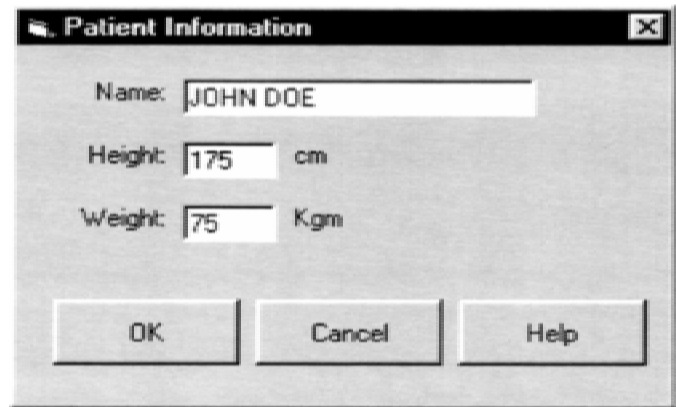 Patient Information
Name: JOHN DOE
Height: 175 cm
Weight: 75 Kgm
OK Cancel Help